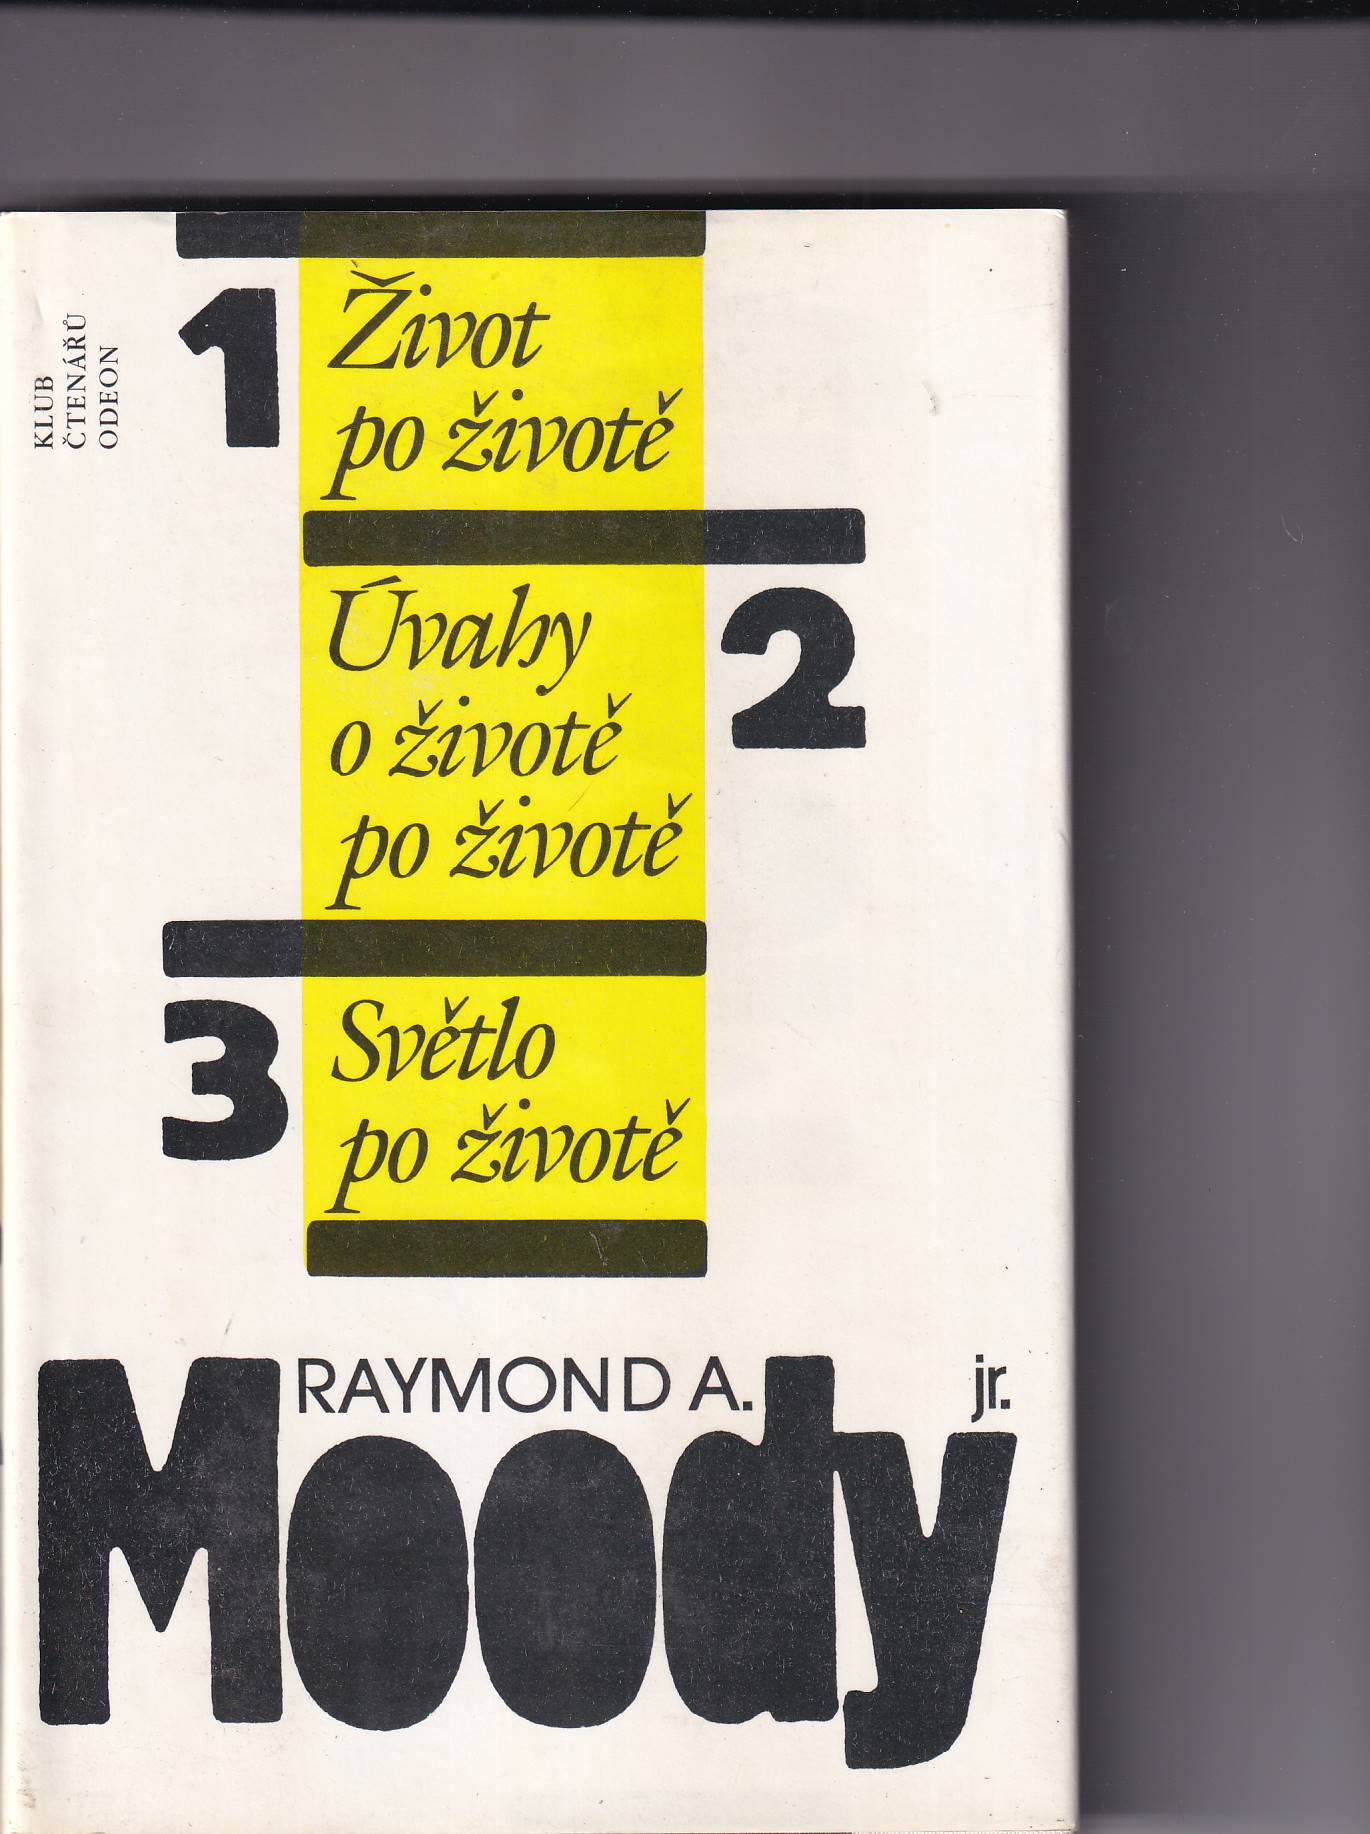 KLUB
ČTENÁŘŮ
ODEON
1
Život
po životě
2
Úvahy
o životě
po životě
3
Světlo
po životě
RAYMOND A.
jr.
Moody